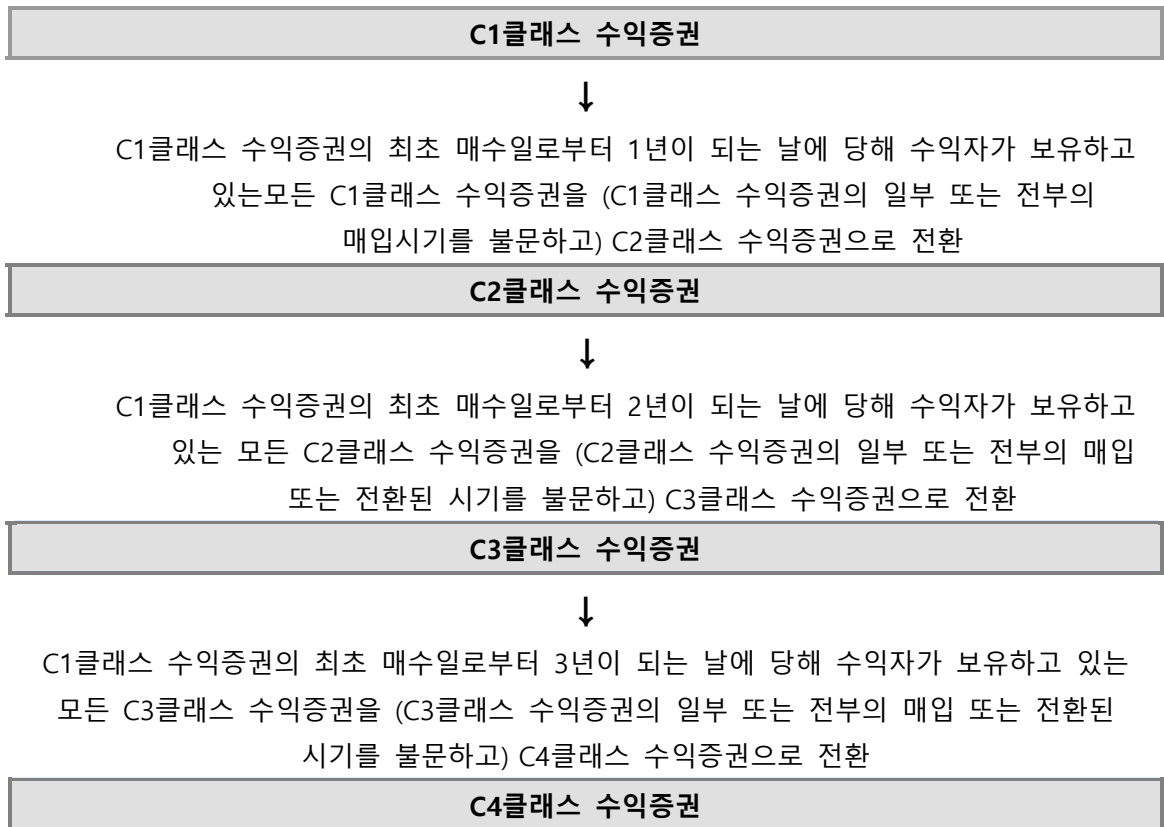 C1클래스 수익증권
↓
C1클래스 수익증권의 최초 매수일로부터 1년이 되는 날에 당해 수익자가 보유하고
있는모든 C1클래스 수익증권을 (C1클래스 수익증권의 일부 또는 전부의
매입시기를 불문하고) C2클래스 수익증권으로 전환
C2클래스 수익증권
↓
C1클래스 수익증권의 최초 매수일로부터 2년이 되는 날에 당해 수익자가 보유하고
있는 모든 C2클래스 수익증권을 (C2클래스 수익증권의 일부 또는 전부의 매입
또는 전환된 시기를 불문하고) C3클래스 수익증권으로 전환
C3클래스 수익증권
↓
C1클래스 수익증권의 최초 매수일로부터 3년이 되는 날에 당해 수익자가 보유하고 있는
모든 C3클래스 수익증권을 (C3클래스 수익증권의 일부 또는 전부의 매입 또는 전환된
시기를 불문하고) C4클래스 수익증권으로 전환
C4클래스 수익증권